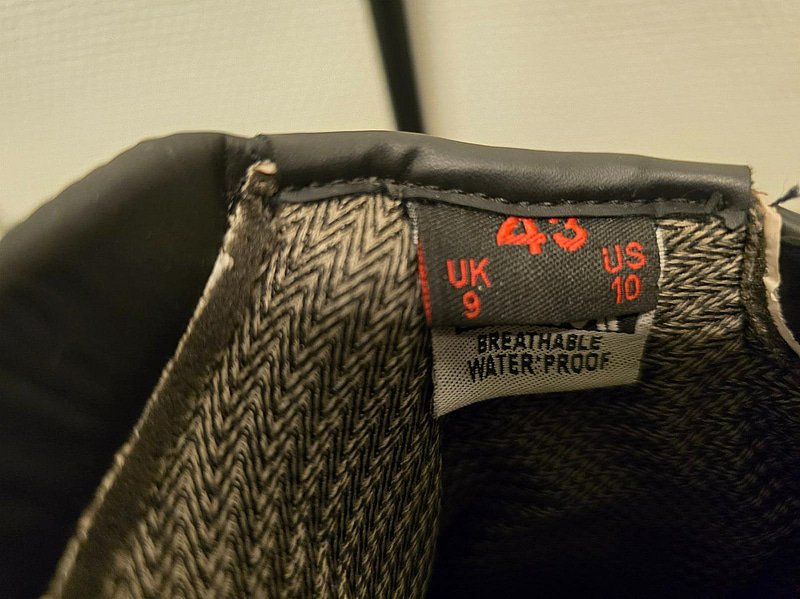 43
UK US
9 10
BREATHABLE
WATER*PROOF